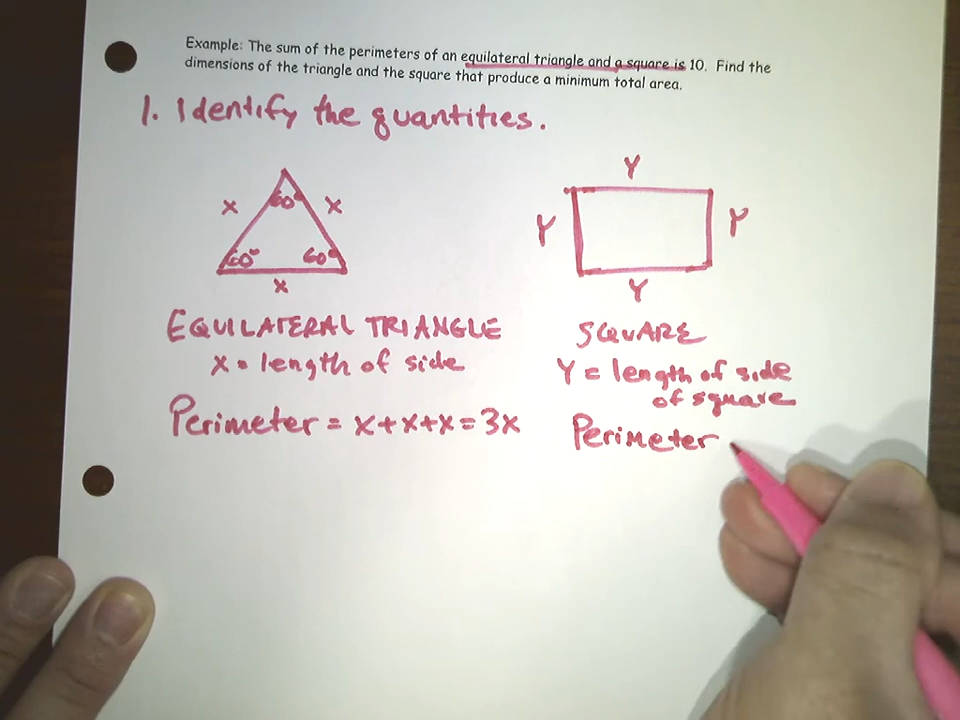 Example: The sum of the perimeters of an equilateral triangle and a square is 10. Find the
dimensions of the triangle and the square that produce a minimum total area.
1. Identify the quantities.
60°
x
x
60°
60°
x
EQUILATERAL TRIANGLE
x = length of side
Perimeter = x+x+x=3x
Y
Y
Y
Y
SQUARE
Y = length of side
of square
Perimeter